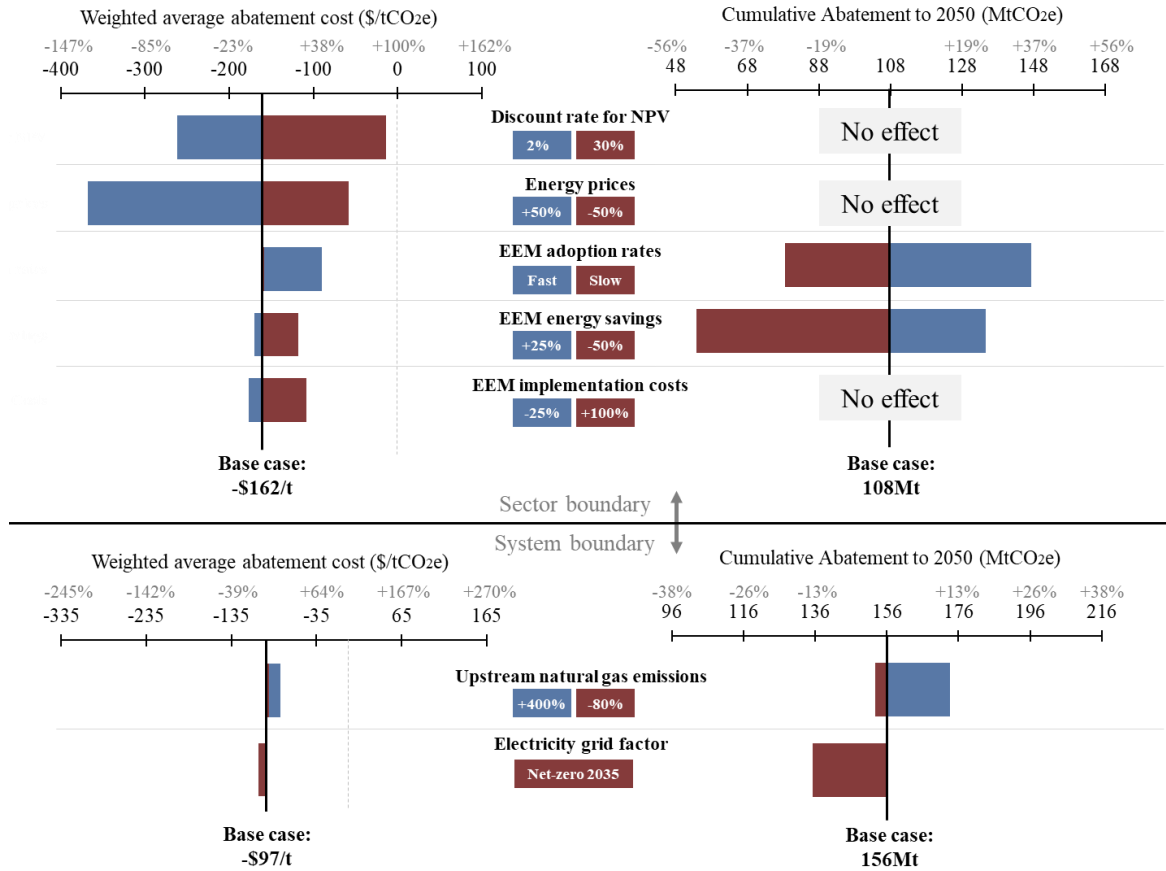 Weighted average abatement cost ($/tCO2e)
-147% -85% -23% +38% +100% +162%
-400 -300 -200 -100 0 100
Cumulative Abatement to 2050 (MtCO2e)
-56% -37% -19% +19% +37% +56%
48 68 88 108 128 148 168
Discount rate for NPV
2% 30%
No effect
Energy prices
+50% -50%
No effect
EEM adoption rates
Fast Slow
EEM energy savings
+25% -50%
EEM implementation costs
-25% +100%
No effect
Base case:
-$162/t
Base case:
108Mt
Sector boundary
System boundary
Weighted average abatement cost ($/tCO2e)
-245% -142% -39% +64% +167% +270%
-335 -235 -135 -35 65 165
Cumulative Abatement to 2050 (MtCO2e)
-38% -26% -13% +13% +26% +38%
96 116 136 156 176 196 216
Upstream natural gas emissions
+400% -80%
Electricity grid factor
Net-zero 2035
Base case:
-$97/t
Base case:
156Mt